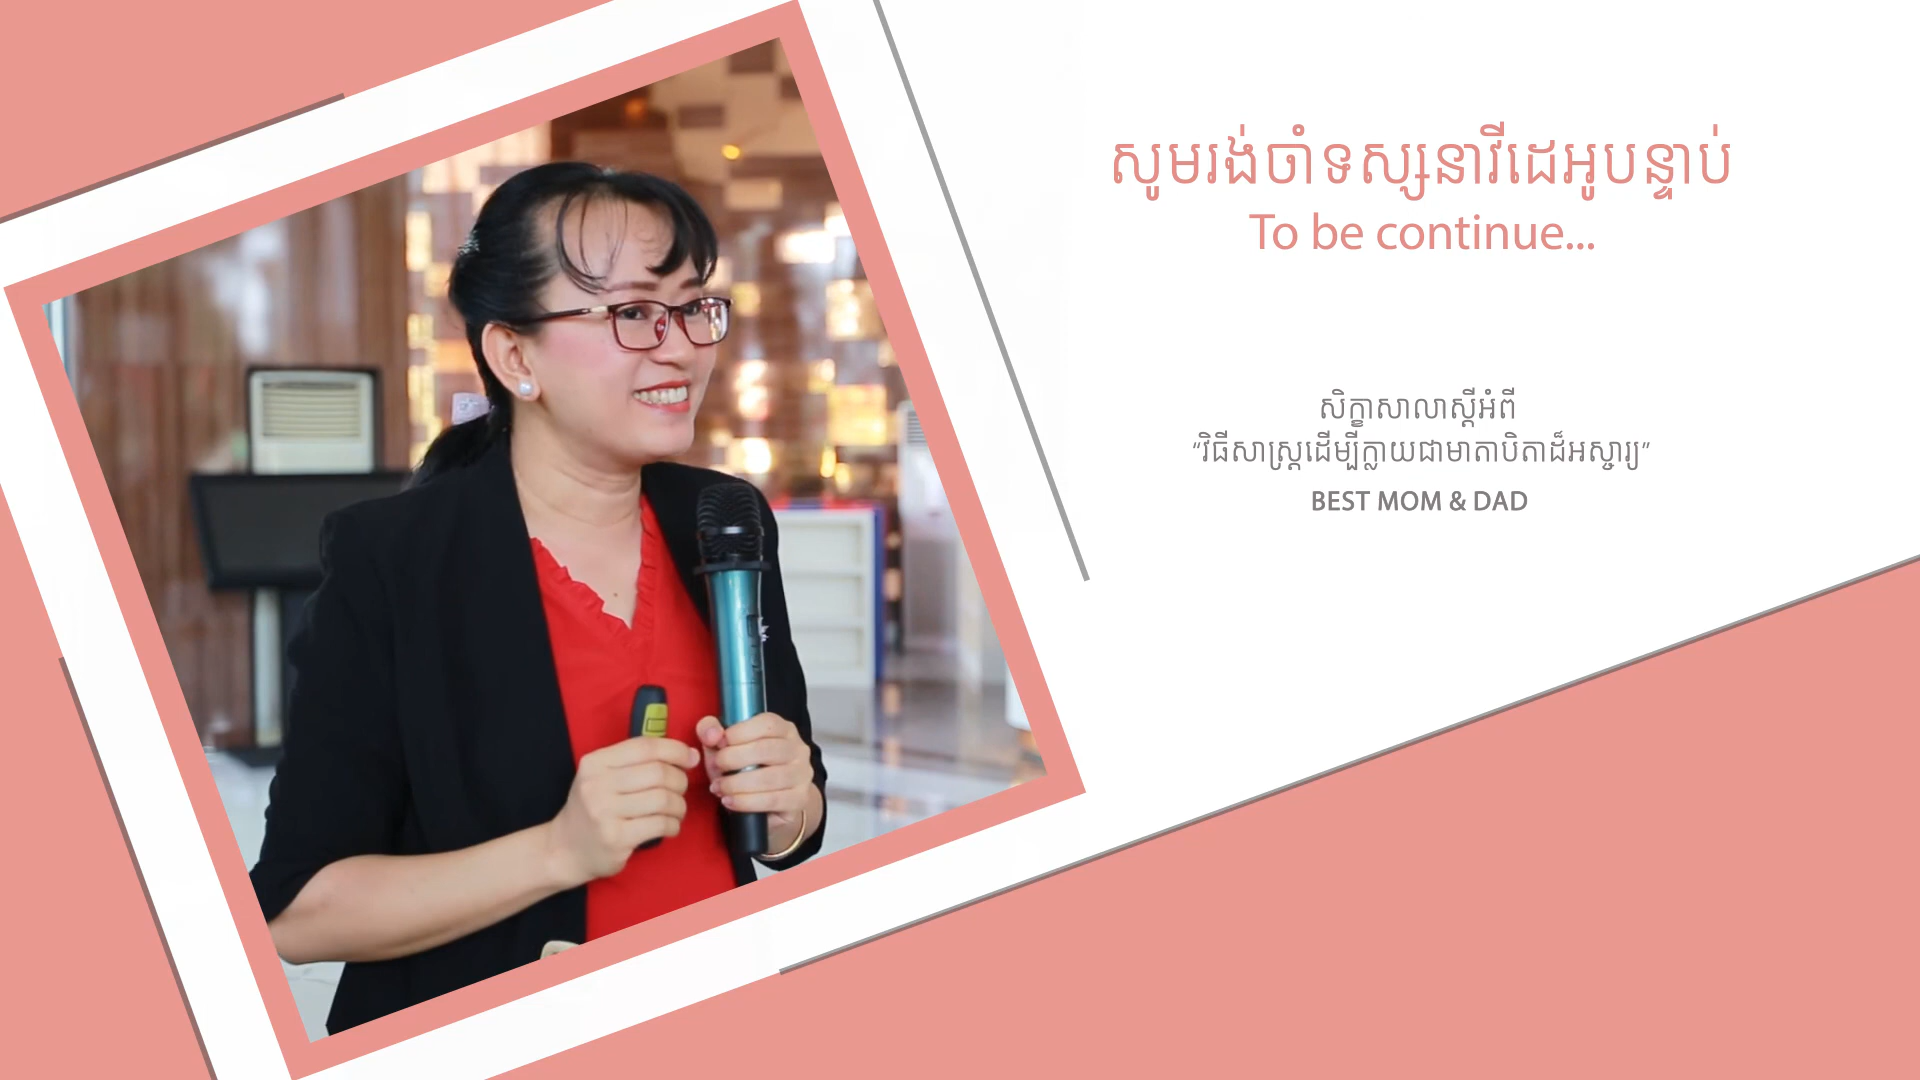 សូមរង់ចាំទស្សនាវីដេអូបន្ទាប់
To be continue...
សិក្ខាសាលាស្តីអំពី
“វិធីសាស្ត្រដើម្បីក្លាយជាមាតាបិតាដ៏អស្ចារ្យ”
BEST MOM & DAD